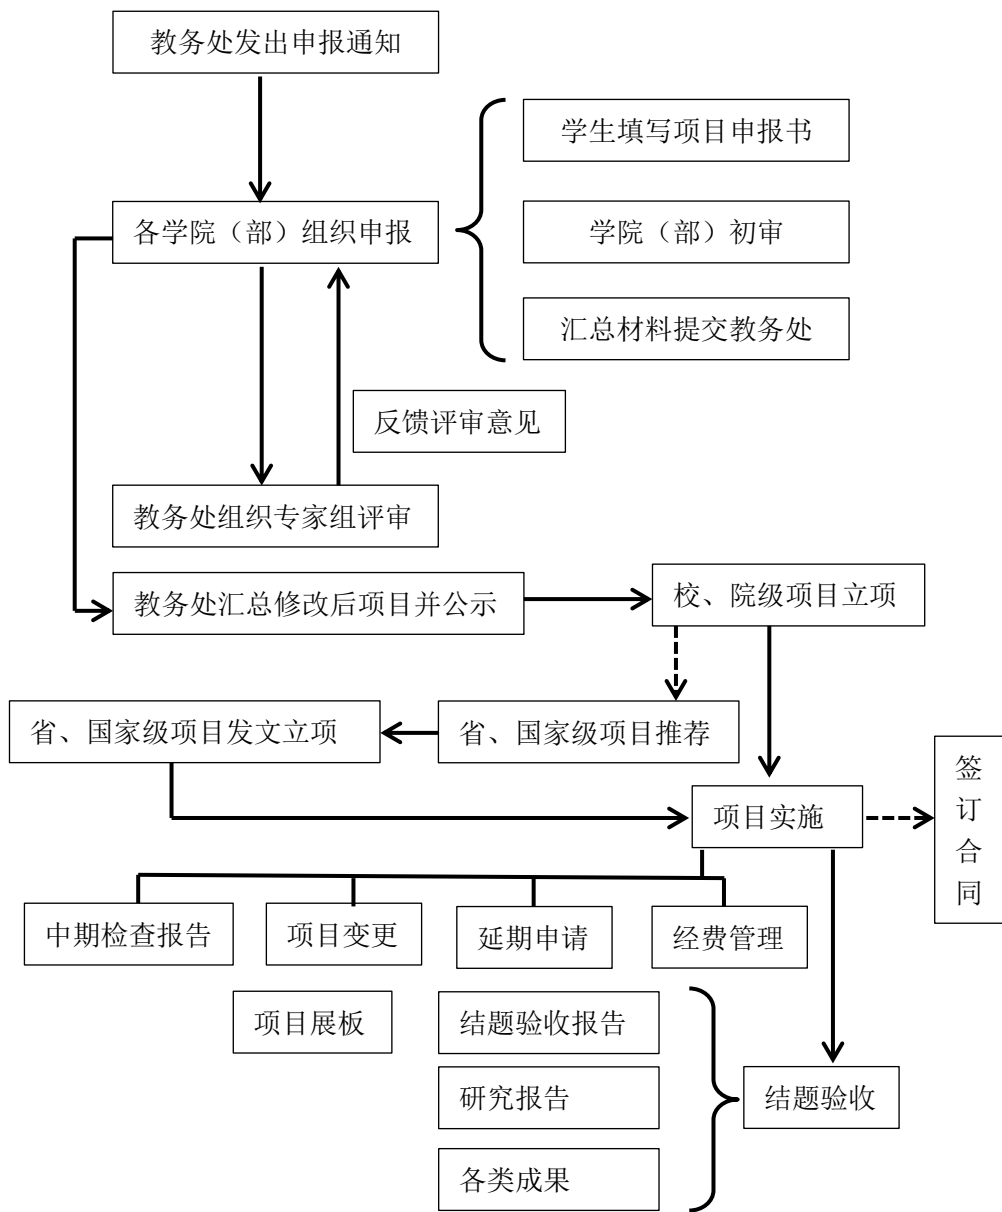 教务处发出申报通知
学生填写项目申报书
各学院（部）组织申报
学院（部）初审
汇总材料提交教务处
反馈评审意见
教务处组织专家组评审
教务处汇总修改后项目并公示
校、院级项目立项
省、国家级项目发文立项
省、国家级项目推荐
签
订
合
同
项目实施
中期检查报告
项目变更
延期申请
经费管理
项目展板
结题验收报告
研究报告
结题验收
各类成果